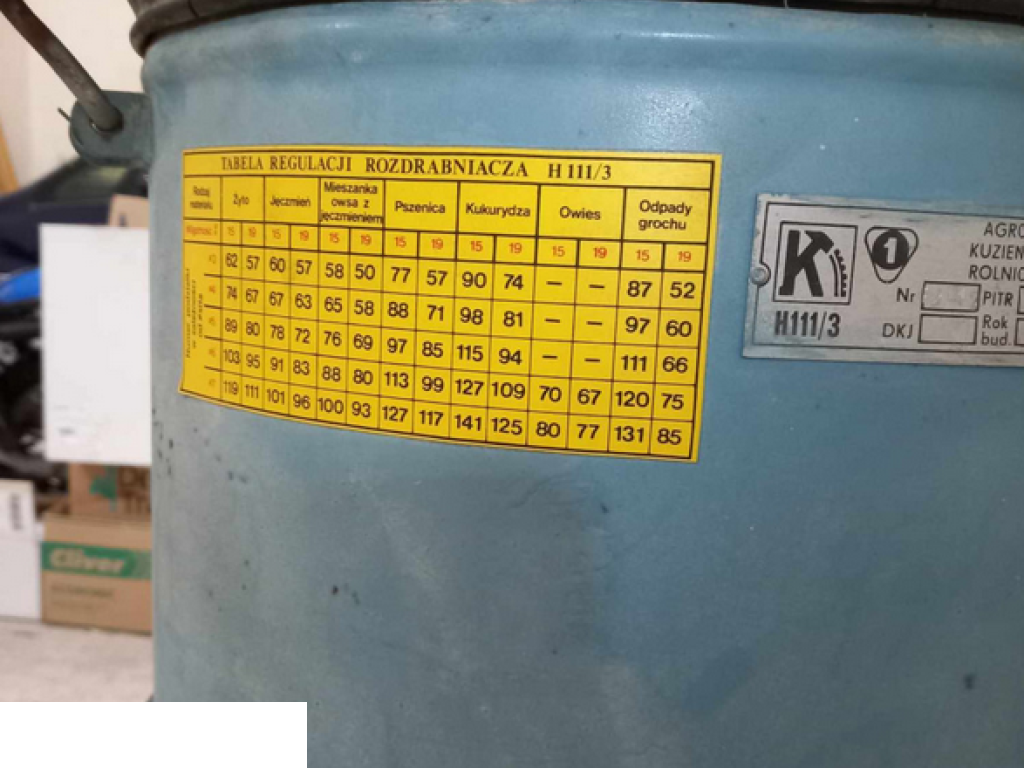 TABELA REGULACJI ROZDRABNIACZA H 111/3
Rodzaj materiału Żyto Jęczmień Mieszanka owsa z jęczmieniem Pszenica Kukurydza Owies Odpady grochu
Wilgotność 15 19 15 19 15 19 15 19 15 19 15 19 15 19
62 57 60 57 58 50 77 57 90 74 — — 87 52
74 67 67 63 65 58 88 71 98 81 — — 97 60
89 80 78 72 76 69 97 85 115 94 — — 111 66
103 95 91 83 88 80 113 99 127 109 70 67 120 75
119 111 101 96 100 93 127 117 141 125 80 77 131 85
K 1
AGRO
KUZIEN
ROLNIC
Nr PITR
H111/3 DKJ Rok bud.
Cliver